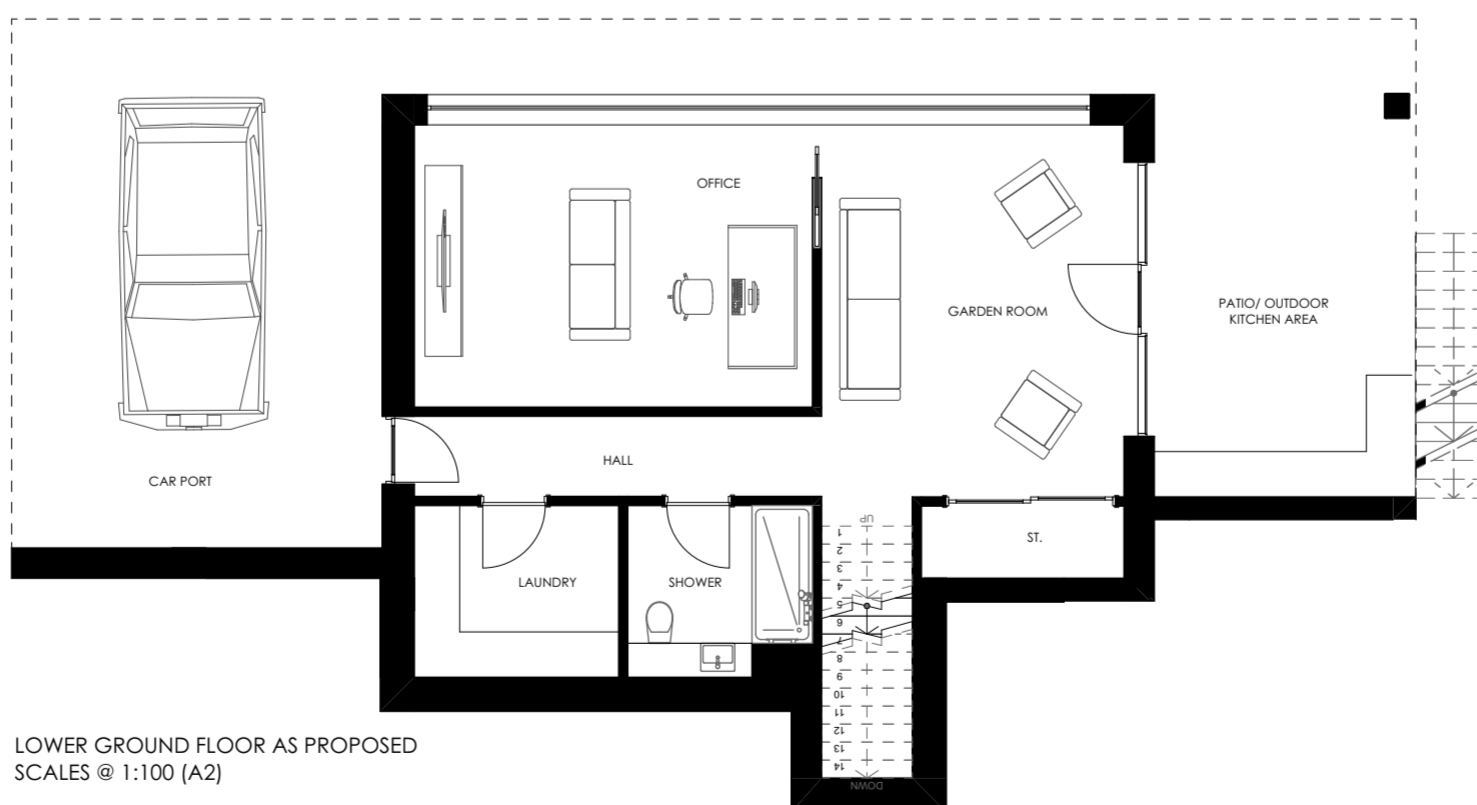 OFFICE
GARDEN ROOM
PATIO/ OUTDOOR
KITCHEN AREA
HALL
CAR PORT
LAUNDRY
SHOWER
ST.
UP
1
2
3
4
5
6
7
8
9
10
11
12
13
14
DOWN
LOWER GROUND FLOOR AS PROPOSED
SCALES @ 1:100 (A2)